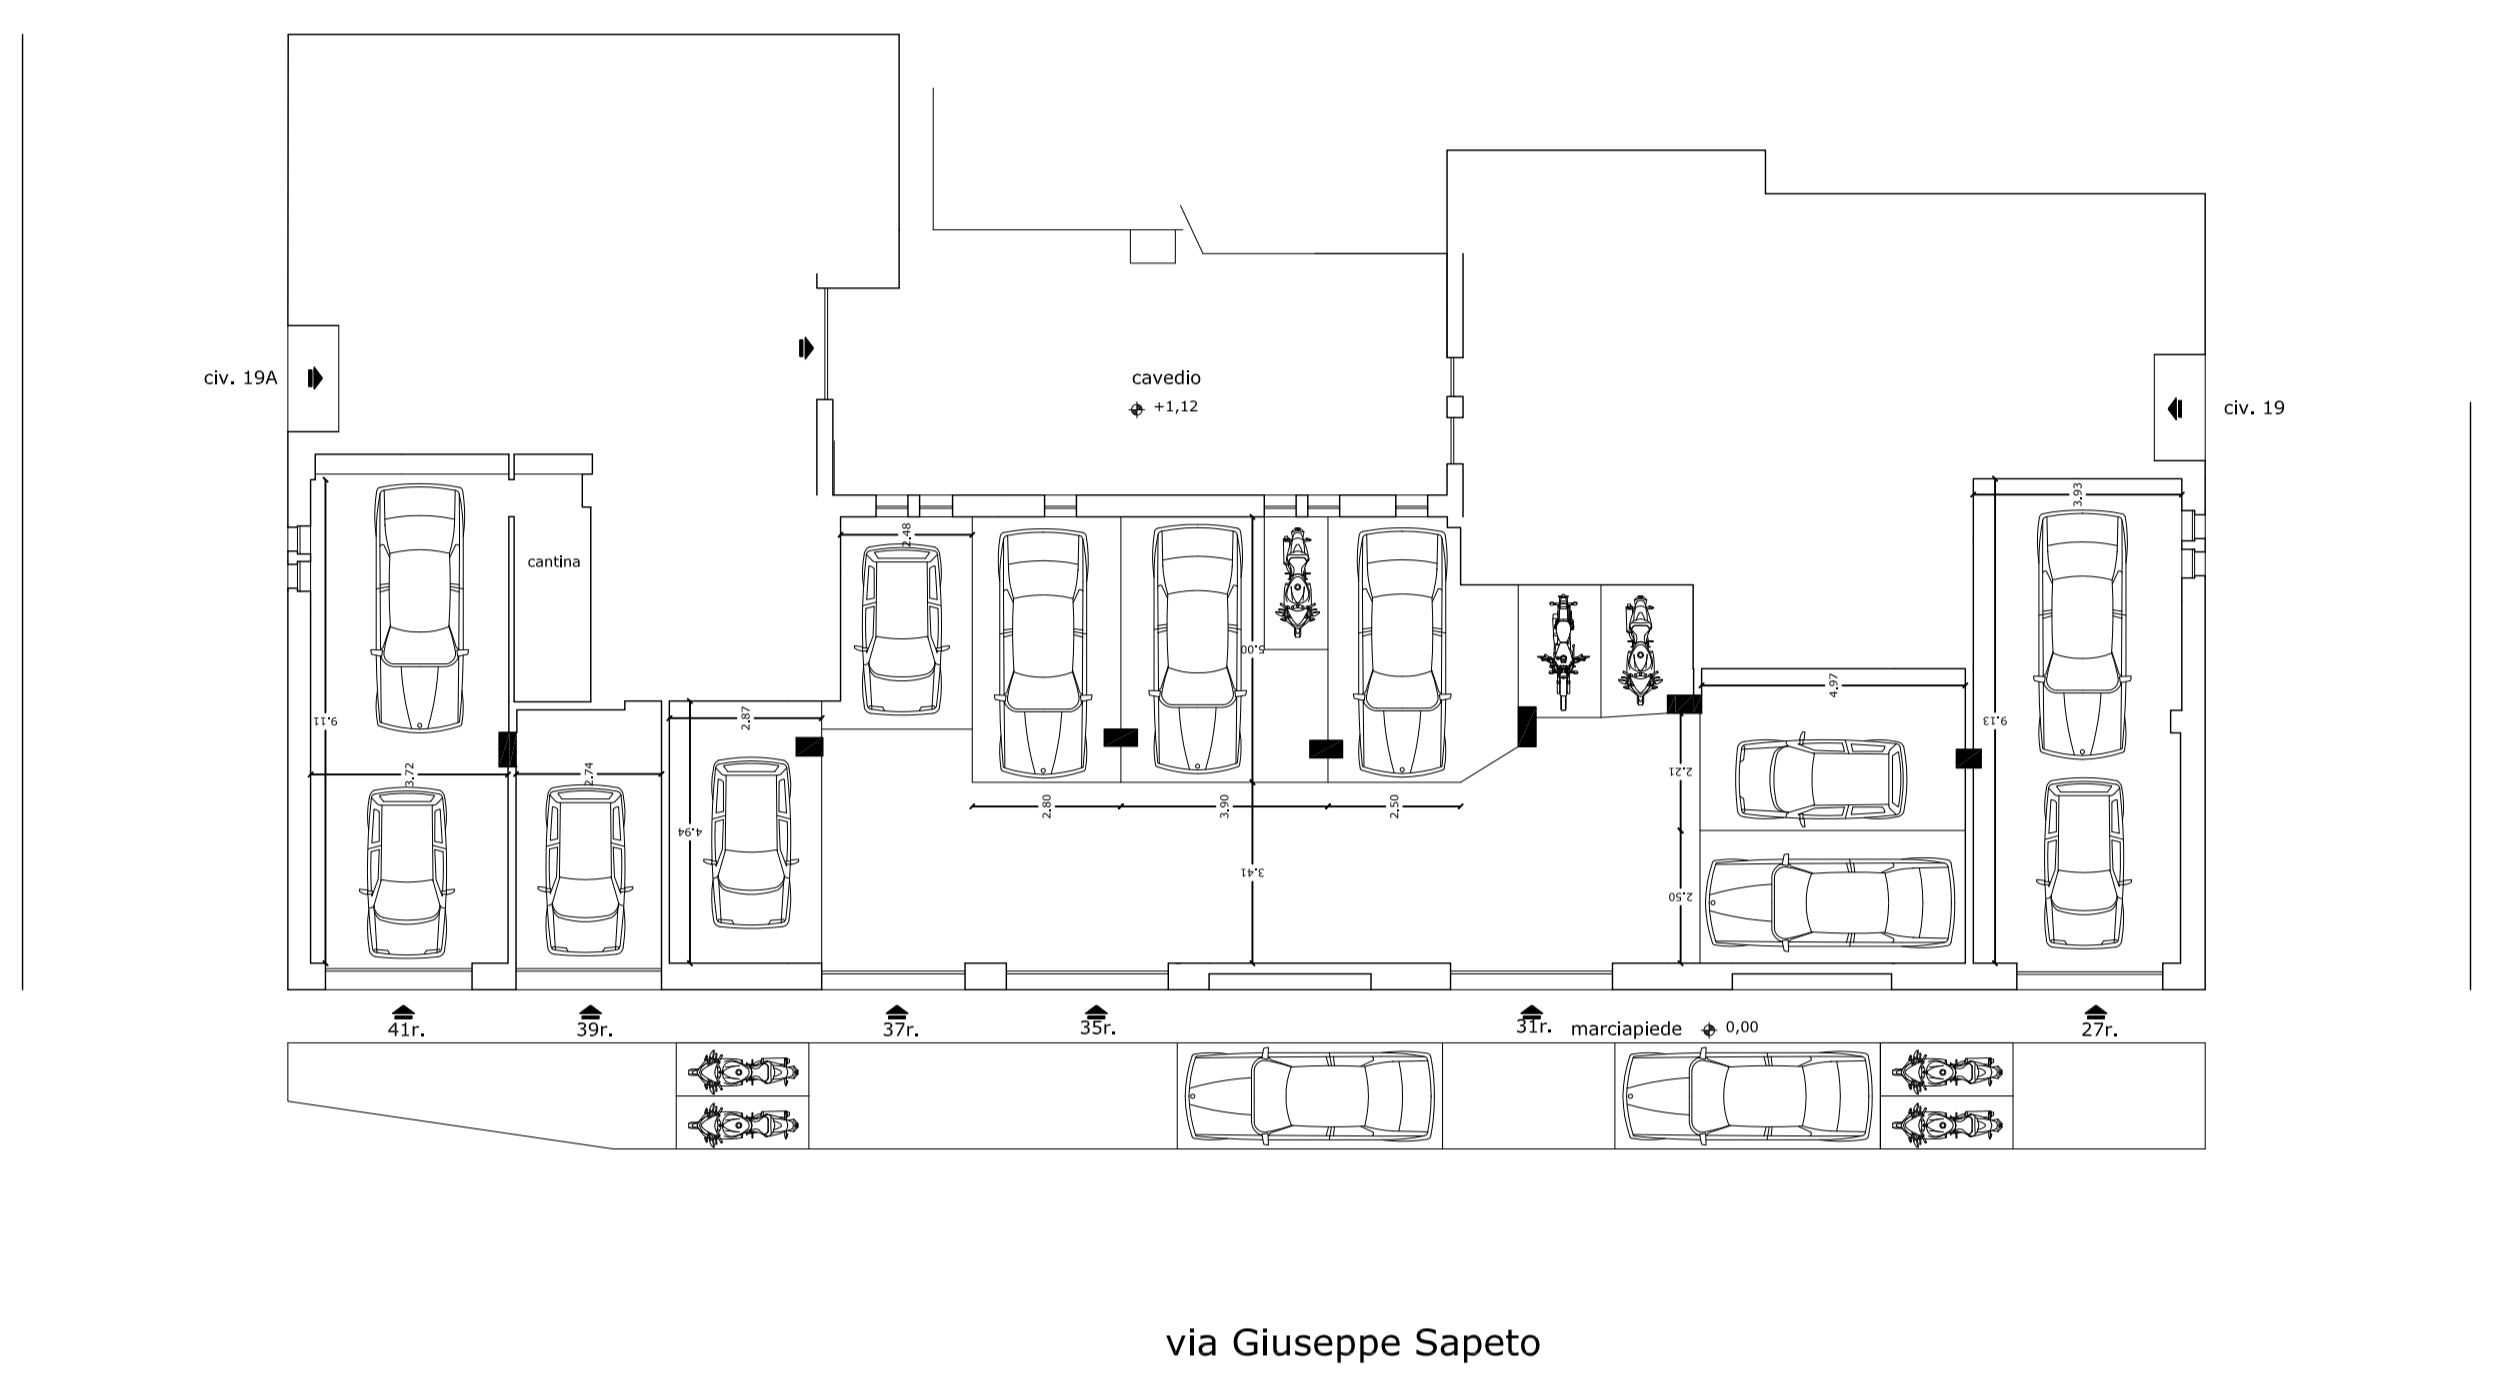 civ. 19A
cavedio
+1,12
civ. 19
3.93
2.48
cantina
5.00
4.97
2.87
9.11
9.13
3.72
2.74
2.21
2.80
3.90
2.50
4.94
3.41
2.50
41r.
39r.
37r.
35r.
31r.
marciapiede
0,00
27r.
via Giuseppe Sapeto